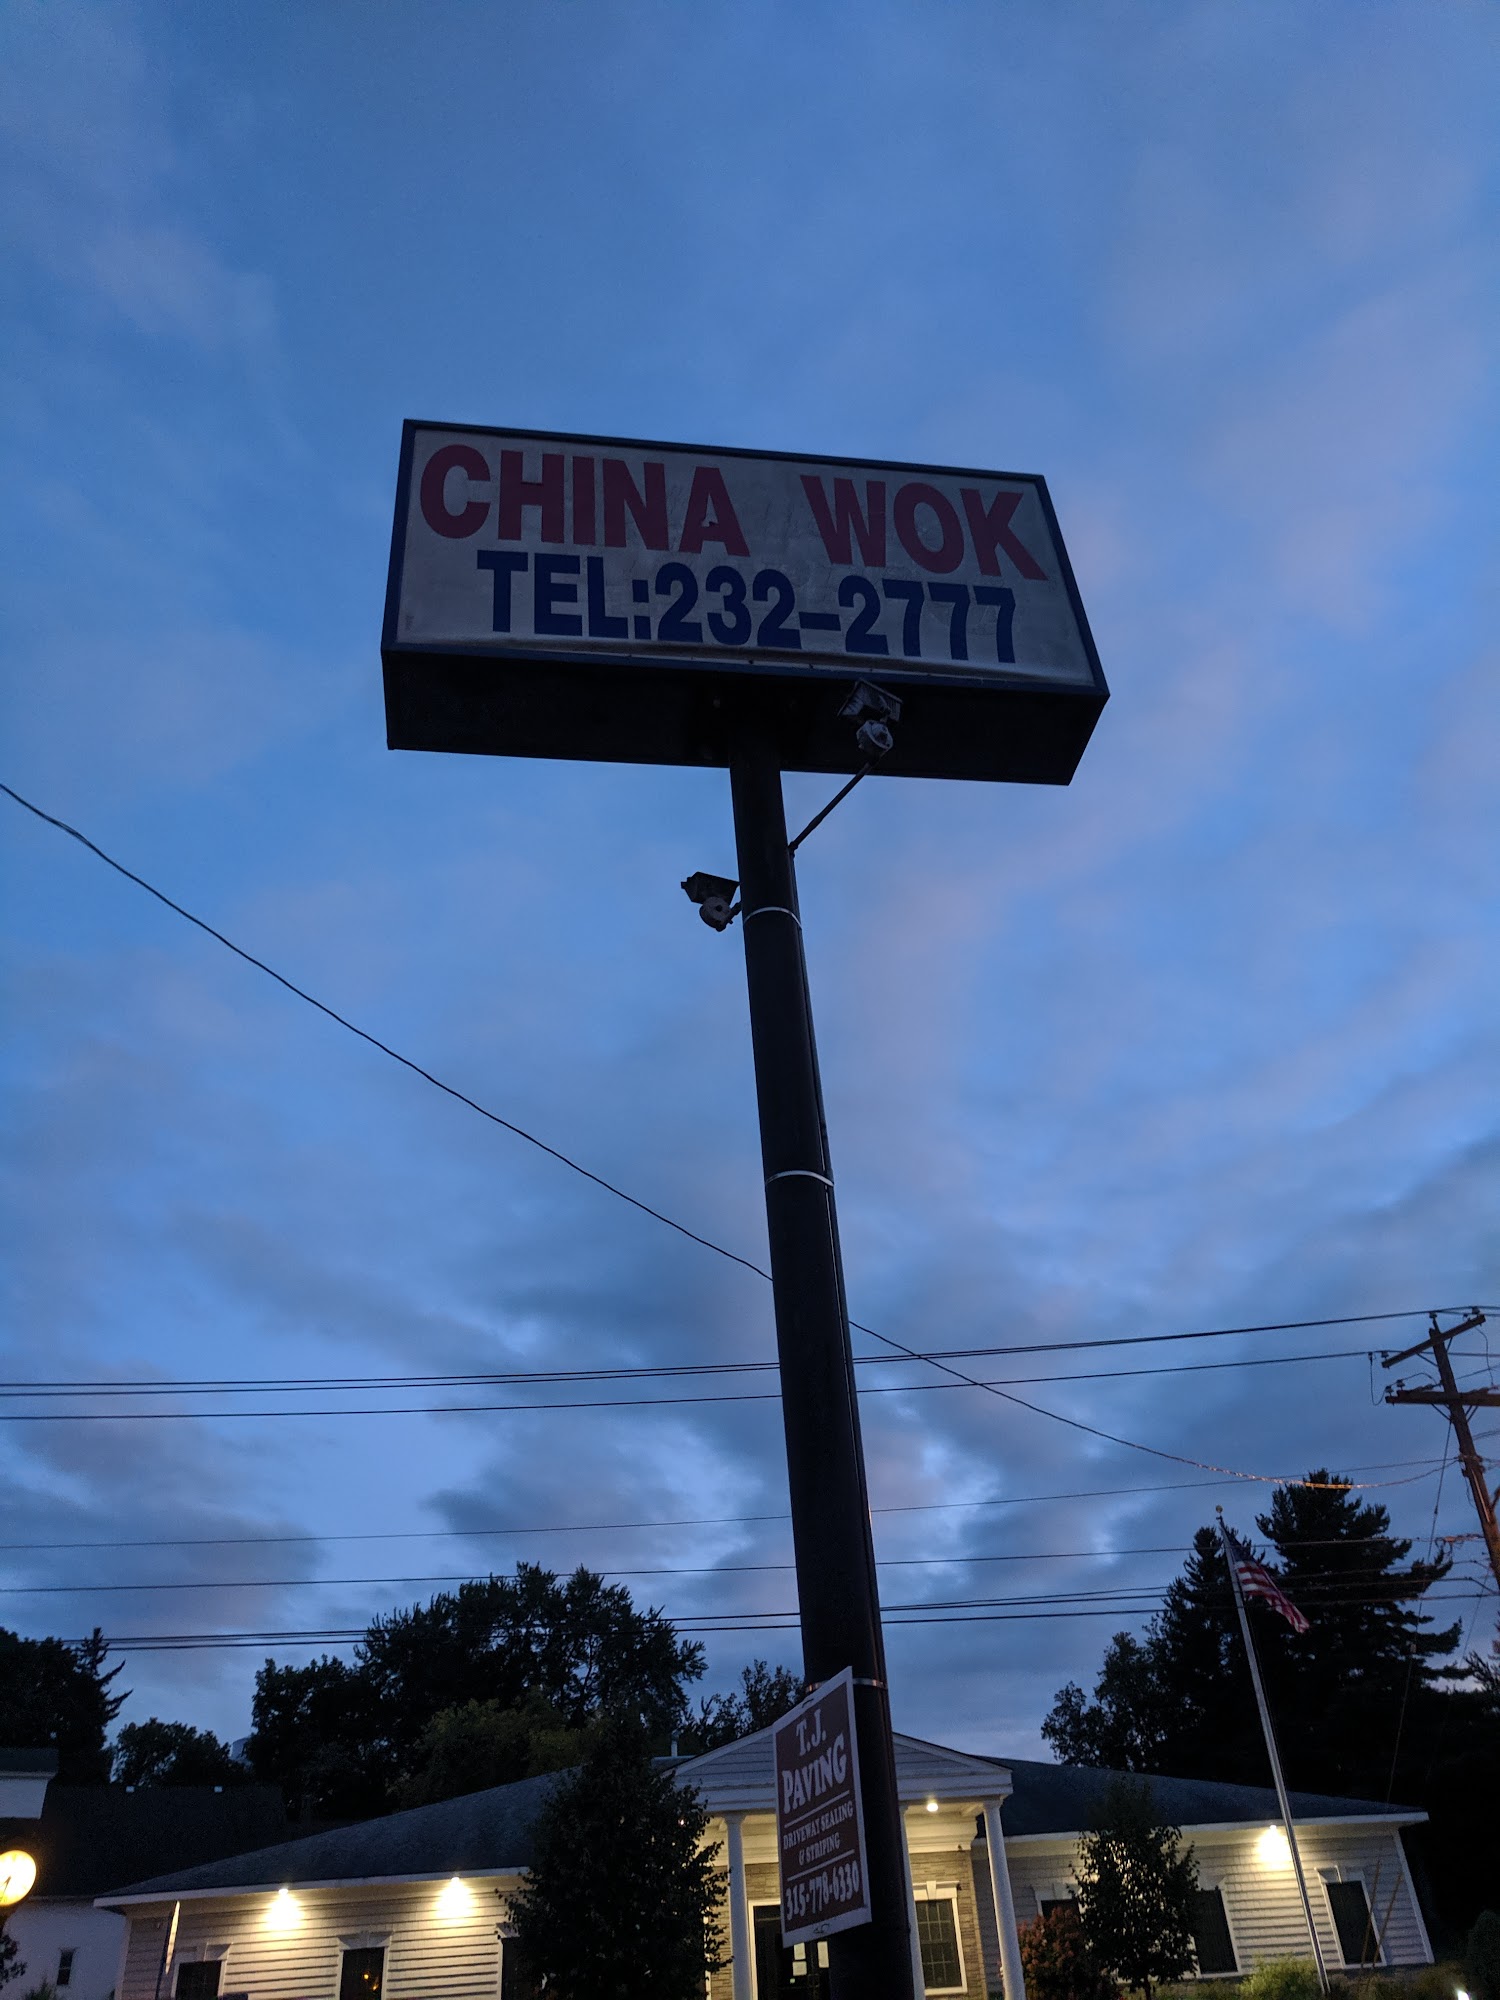 CHINA WOK
TEL:232-2777
T.J.
PAVING
DRIVEWAY SEALING
& STRIPING
315-778-6330